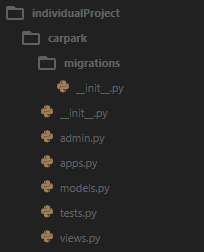 individualProject
carpark
migrations
__init__.py
__init__.py
admin.py
apps.py
models.py
tests.py
views.py